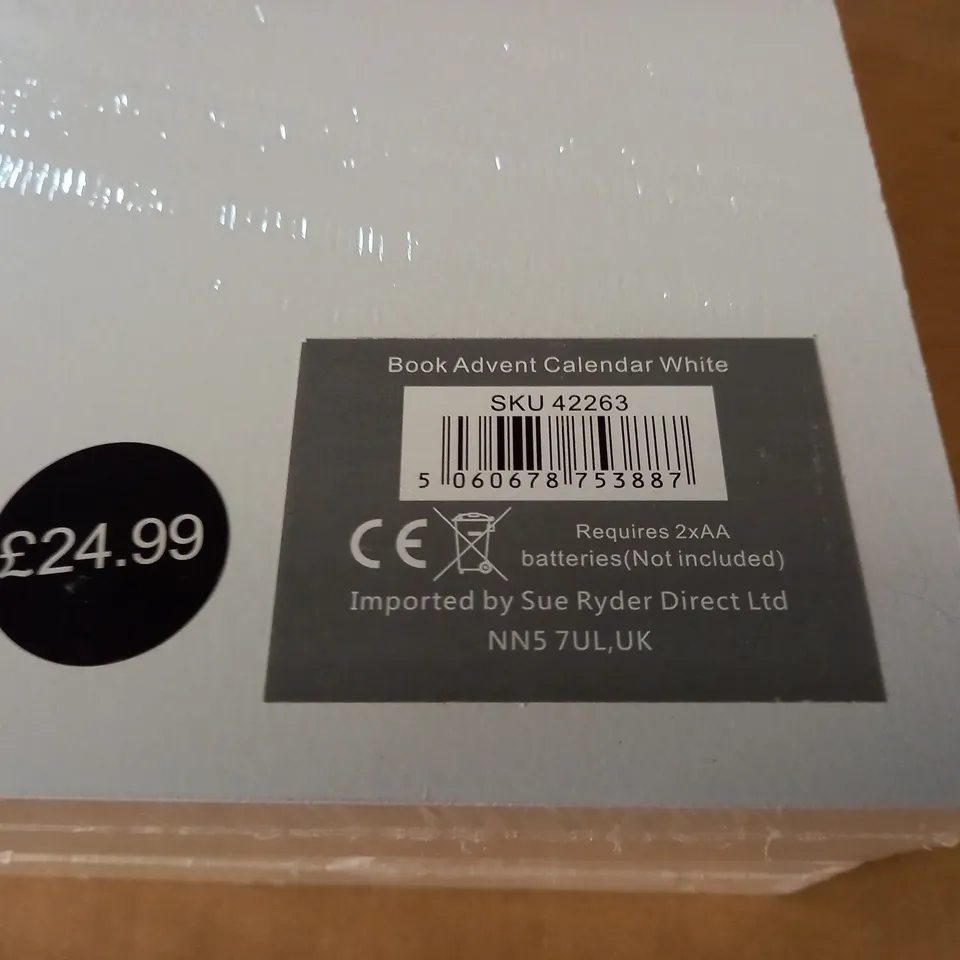 Book Advent Calendar White
SKU 42263
5 060678 753887
£24.99
CE
Requires 2xAA
batteries(Not included)
Imported by Sue Ryder Direct Ltd
NN5 7UL,UK